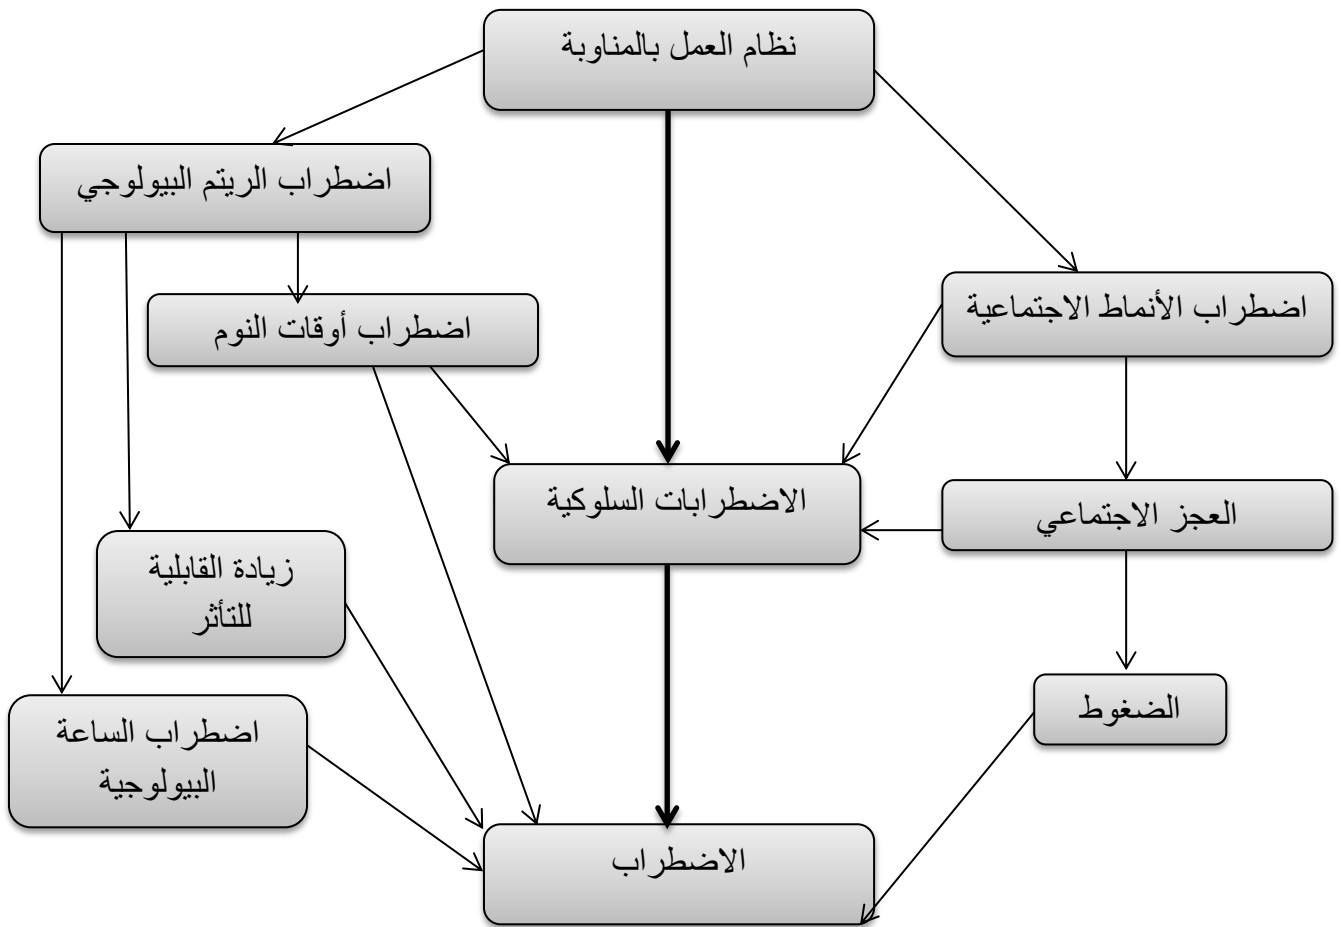 نظام العمل بالمناوبة
اضطراب الريتم البيولوجي
اضطراب الأنماط الاجتماعية
اضطراب أوقات النوم
الاضطرابات السلوكية
العجز الاجتماعي
زيادة القابلية
للتأثر
الضغوط
اضطراب الساعة
البيولوجية
الاضطراب